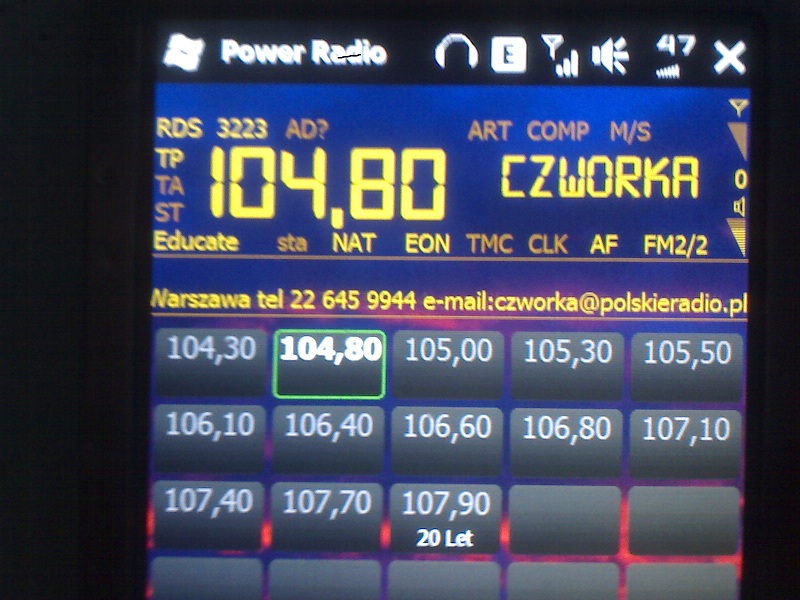 Power Radio E 47
RDS 3223 AD? ART COMP M/S
TP
TA
ST
104,80 CZWORKA 0
Educate sta NAT EON TMC CLK AF FM2/2
Warszawa tel 22 645 9944 e-mail:czworka@polskieradio.pl
104,30 104,80 105,00 105,30 105,50
106,10 106,40 106,60 106,80 107,10
107,40 107,70 107,90
20 Let